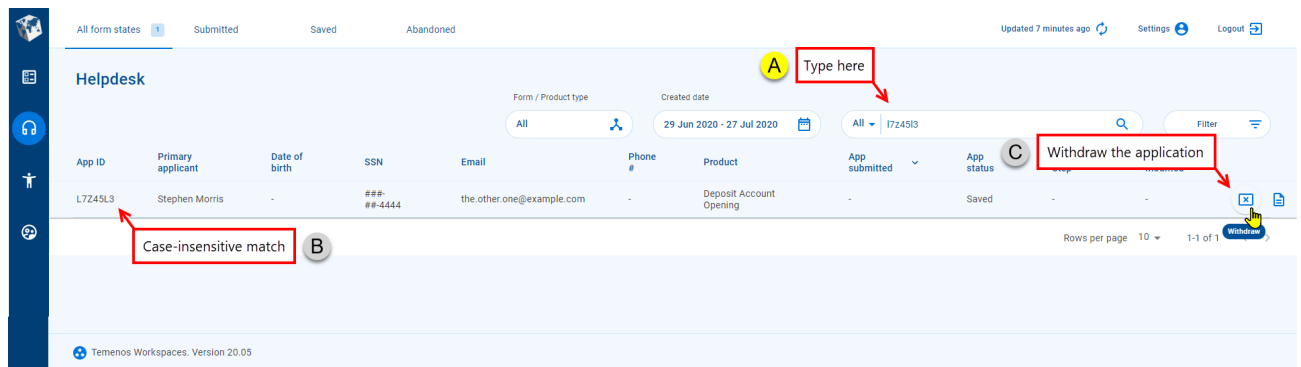 All form states 1 Submitted Saved Abandoned Updated 7 minutes ago Settings Logout
Helpdesk
A Type here
Form / Product type Created date
All 29 Jun 2020 - 27 Jul 2020 All l7z45l3 Filter
C Withdraw the application
App ID Primary applicant Date of birth SSN Email Phone # Product App submitted App status
L7Z45L3 Stephen Morris - ###-##-4444 the.other.one@example.com - Deposit Account Opening - Saved - -
Case-insensitive match B
Rows per page 10 1-1 of 1 Withdraw
Temenos Workspaces. Version 20.05